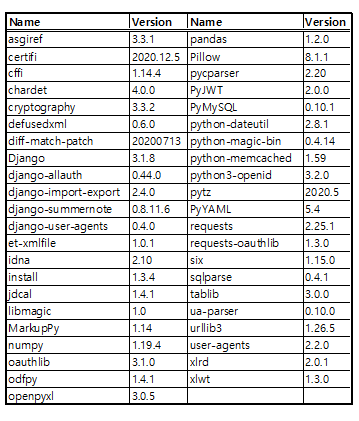 Name Version Name Version
asgiref 3.3.1 pandas 1.2.0
certifi 2020.12.5 Pillow 8.1.1
cffi 1.14.4 pycparser 2.20
chardet 4.0.0 PyJWT 2.0.0
cryptography 3.3.2 PyMySQL 0.10.1
defusedxml 0.6.0 python-dateutil 2.8.1
diff-match-patch 20200713 python-magic-bin 0.4.14
Django 3.1.8 python-memcached 1.59
django-allauth 0.44.0 python3-openid 3.2.0
django-import-export 2.4.0 pytz 2020.5
django-summernote 0.8.11.6 PyYAML 5.4
django-user-agents 0.4.0 requests 2.25.1
et-xmlfile 1.0.1 requests-oauthlib 1.3.0
idna 2.10 six 1.15.0
install 1.3.4 sqlparse 0.4.1
jdcal 1.4.1 tablib 3.0.0
libmagic 1.0 ua-parser 0.10.0
MarkupPy 1.14 urllib3 1.26.5
numpy 1.19.4 user-agents 2.2.0
oauthlib 3.1.0 xlrd 2.0.1
odfpy 1.4.1 xlwt 1.3.0
openpyxl 3.0.5